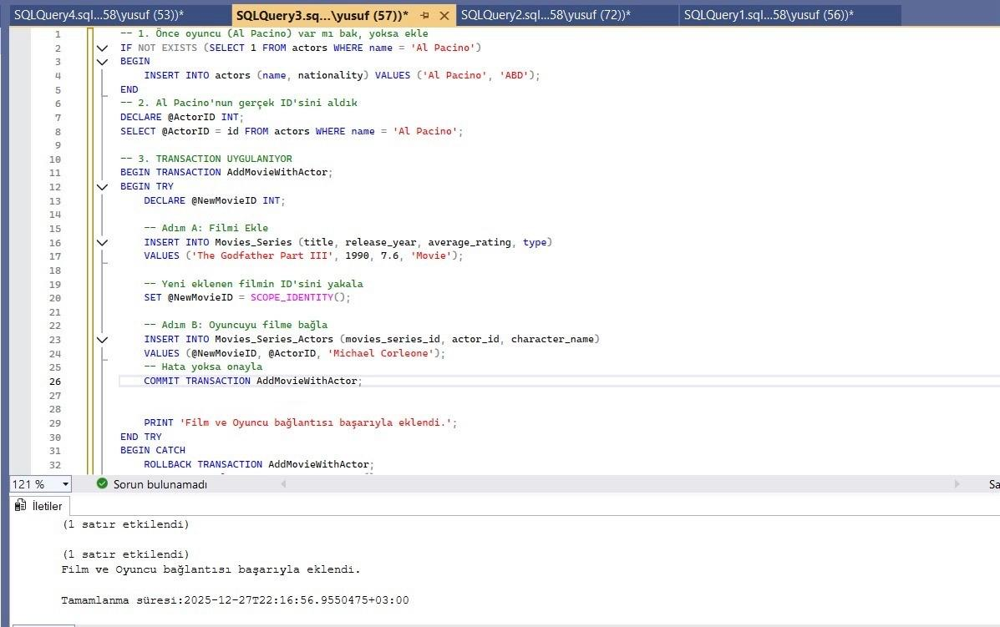 SQLQuery4.sql...58\yusuf (53))* SQLQuery3.sq...\yusuf (57))* SQLQuery2.sql...58\yusuf (72))* SQLQuery1.sql...58\yusuf (56))*
1 -- 1. Önce oyuncu (Al Pacino) var mı bak, yoksa ekle
2 IF NOT EXISTS (SELECT 1 FROM actors WHERE name = 'Al Pacino')
3 BEGIN
4 INSERT INTO actors (name, nationality) VALUES ('Al Pacino', 'ABD');
5 END
6 -- 2. Al Pacino'nun gerçek ID'sini aldık
7 DECLARE @ActorID INT;
8 SELECT @ActorID = id FROM actors WHERE name = 'Al Pacino';
9
10 -- 3. TRANSACTION UYGULANIYOR
11 BEGIN TRANSACTION AddMovieWithActor;
12 BEGIN TRY
13 DECLARE @NewMovieID INT;
14
15 -- Adım A: Filmi Ekle
16 INSERT INTO Movies_Series (title, release_year, average_rating, type)
17 VALUES ('The Godfather Part III', 1990, 7.6, 'Movie');
18
19 -- Yeni eklenen filmin ID'sini yakala
20 SET @NewMovieID = SCOPE_IDENTITY();
21
22 -- Adım B: Oyuncuyu filme bağla
23 INSERT INTO Movies_Series_Actors (movies_series_id, actor_id, character_name)
24 VALUES (@NewMovieID, @ActorID, 'Michael Corleone');
25 -- Hata yoksa onayla
26 COMMIT TRANSACTION AddMovieWithActor;
27
28
29 PRINT 'Film ve Oyuncu bağlantısı başarıyla eklendi.';
30 END TRY
31 BEGIN CATCH
32 ROLLBACK TRANSACTION AddMovieWithActor;
121 % Sorun bulunamadı Sa
İletiler
(1 satır etkilendi)
(1 satır etkilendi)
Film ve Oyuncu bağlantısı başarıyla eklendi.
Tamamlanma süresi:2025-12-27T22:16:56.9550475+03:00